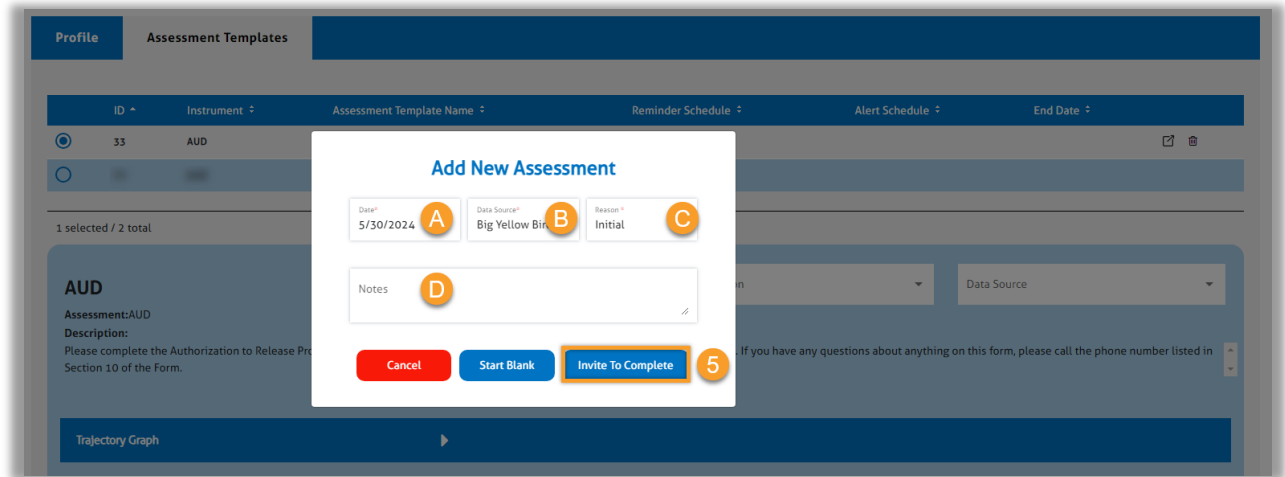 Profile Assessment Templates
ID Instrument Assessment Template Name Reminder Schedule Alert Schedule End Date
33 AUD
1 selected / 2 total
Add New Assessment
Date* Data Source* Reason *
5/30/2024 A Big Yellow B Initial C
Notes D
Cancel Start Blank Invite To Complete 5
AUD
Data Source
Assessment:AUD
Description:
Please complete the Authorization to Release . If you have any questions about anything on this form, please call the phone number listed in
Section 10 of the Form.
Trajectory Graph